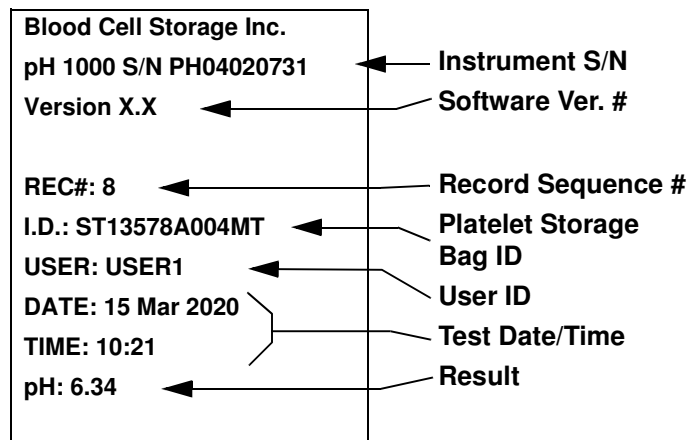 Blood Cell Storage Inc.
pH 1000 S/N PH04020731
Version X.X
REC#: 8
I.D.: ST13578A004MT
USER: USER1
DATE: 15 Mar 2020
TIME: 10:21
pH: 6.34
Instrument S/N
Software Ver. #
Record Sequence #
Platelet Storage
Bag ID
User ID
Test Date/Time
Result